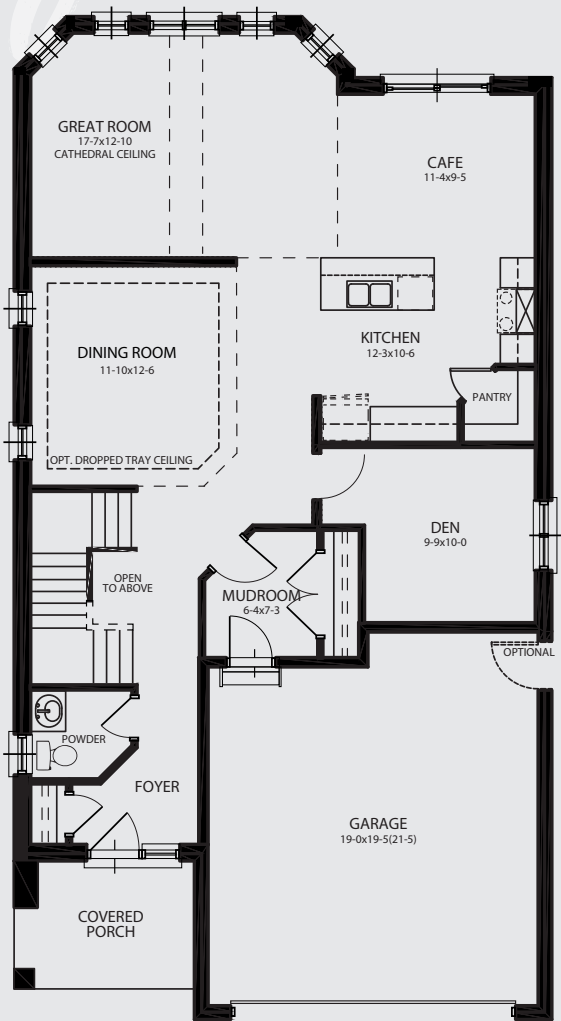 GREAT ROOM
17-7x12-10
CATHEDRAL CEILING
CAFE
11-4x9-5
DINING ROOM
11-10x12-6
KITCHEN
12-3x10-6
PANTRY
OPT. DROPPED TRAY CEILING
DEN
9-9x10-0
OPEN
TO ABOVE
MUDROOM
6-4x7-3
OPTIONAL
POWDER
FOYER
GARAGE
19-0x19-5(21-5)
COVERED
PORCH